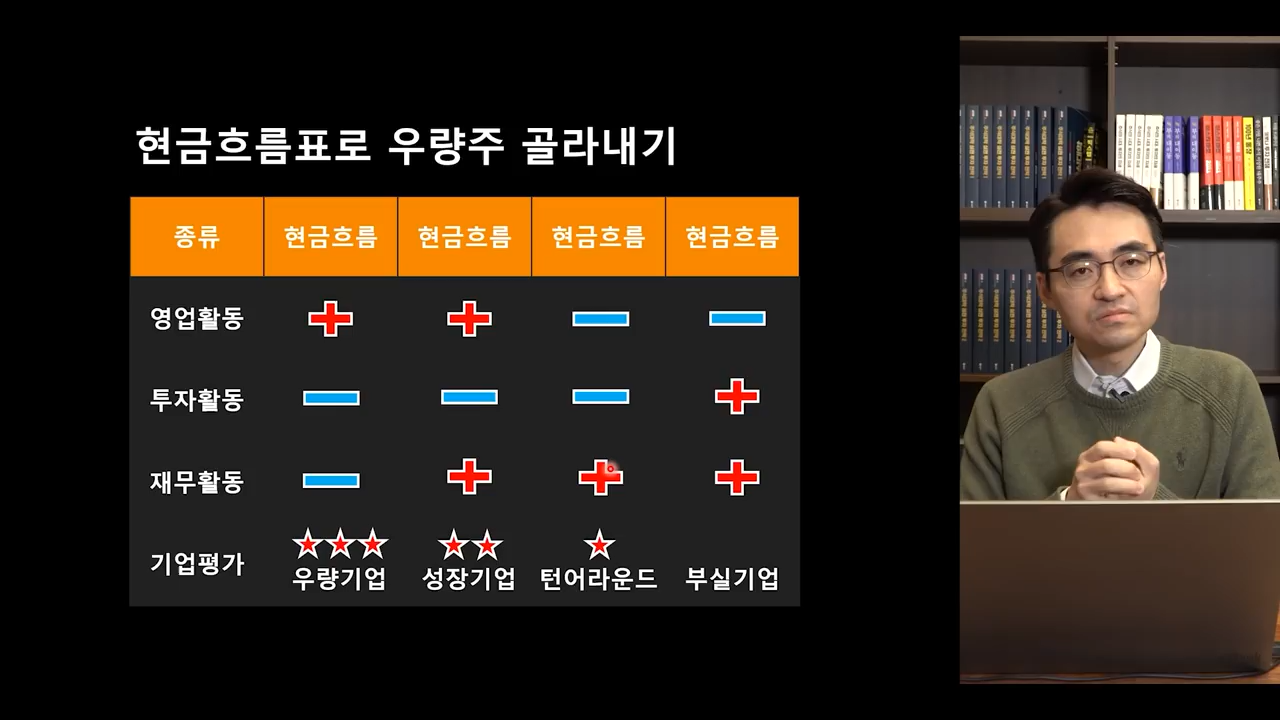 현금흐름표로 우량주 골라내기
종류 현금흐름 현금흐름 현금흐름 현금흐름
영업활동 + + - -
투자활동 - - - +
재무활동 - + + +
기업평가 ★★★ ★★ ★
우량기업 성장기업 턴어라운드 부실기업